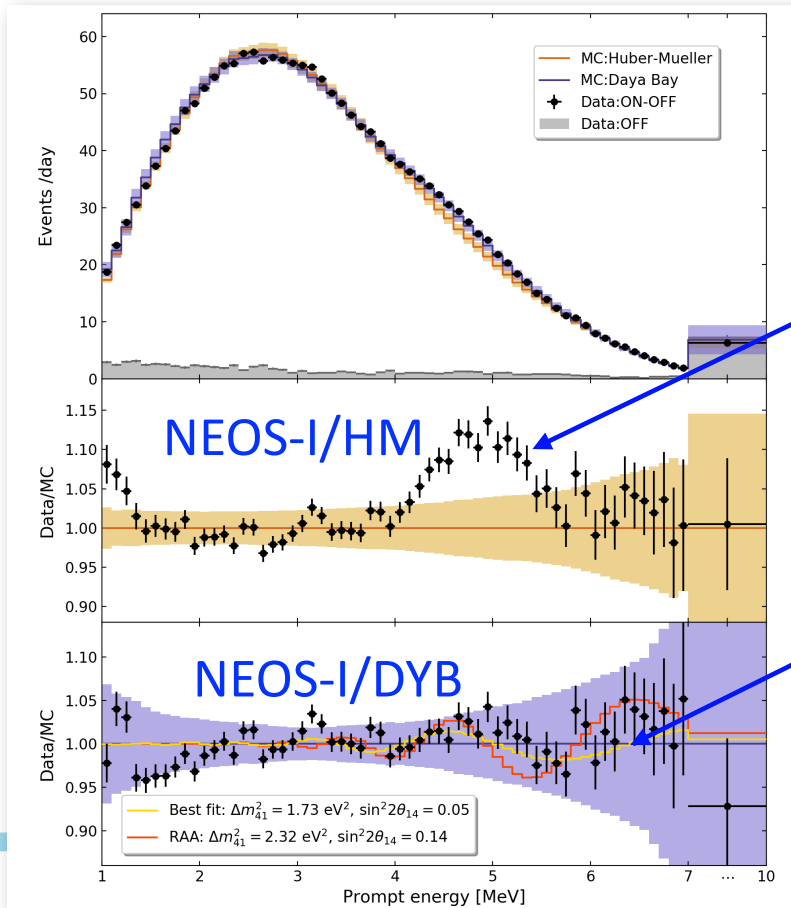 60
50
40
30
20
10
0
Events /day
MC:Huber-Mueller
MC:Daya Bay
Data:ON-OFF
Data:OFF
1.15
1.10
1.05
1.00
0.95
0.90
Data/MC
NEOS-I/HM
1.10
1.05
1.00
0.95
0.90
Data/MC
NEOS-I/DYB
Best fit: Δm²₄₁ = 1.73 eV², sin²2θ₁₄ = 0.05
RAA: Δm²₄₁ = 2.32 eV², sin²2θ₁₄ = 0.14
1 2 3 4 5 6 7 ... 10
Prompt energy [MeV]